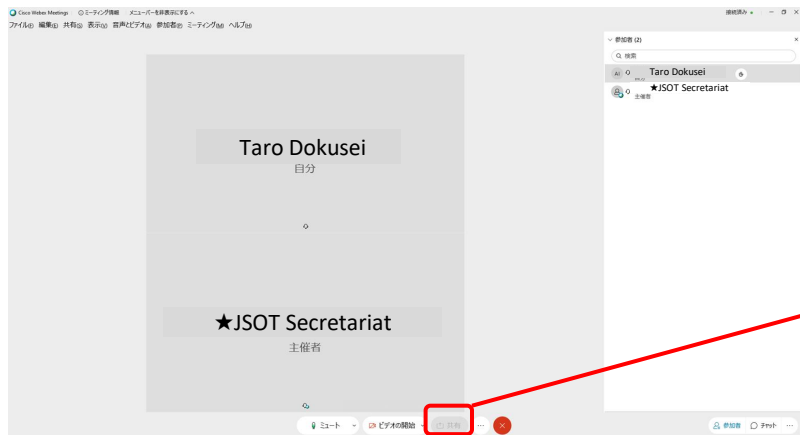 Cisco Webex Meetings ミーティング情報 メニューバーを非表示にする 接続済み
ファイル(F) 編集(E) 共有(S) 表示(V) 音声とビデオ(A) 参加者(P) ミーティング(M) ヘルプ(H)
参加者 (2)
検索
Taro Dokusei
★JSOT Secretariat
主催者
Taro Dokusei
自分
★JSOT Secretariat
主催者
ミュート ビデオの開始 共有 ...
参加者 チャット ...